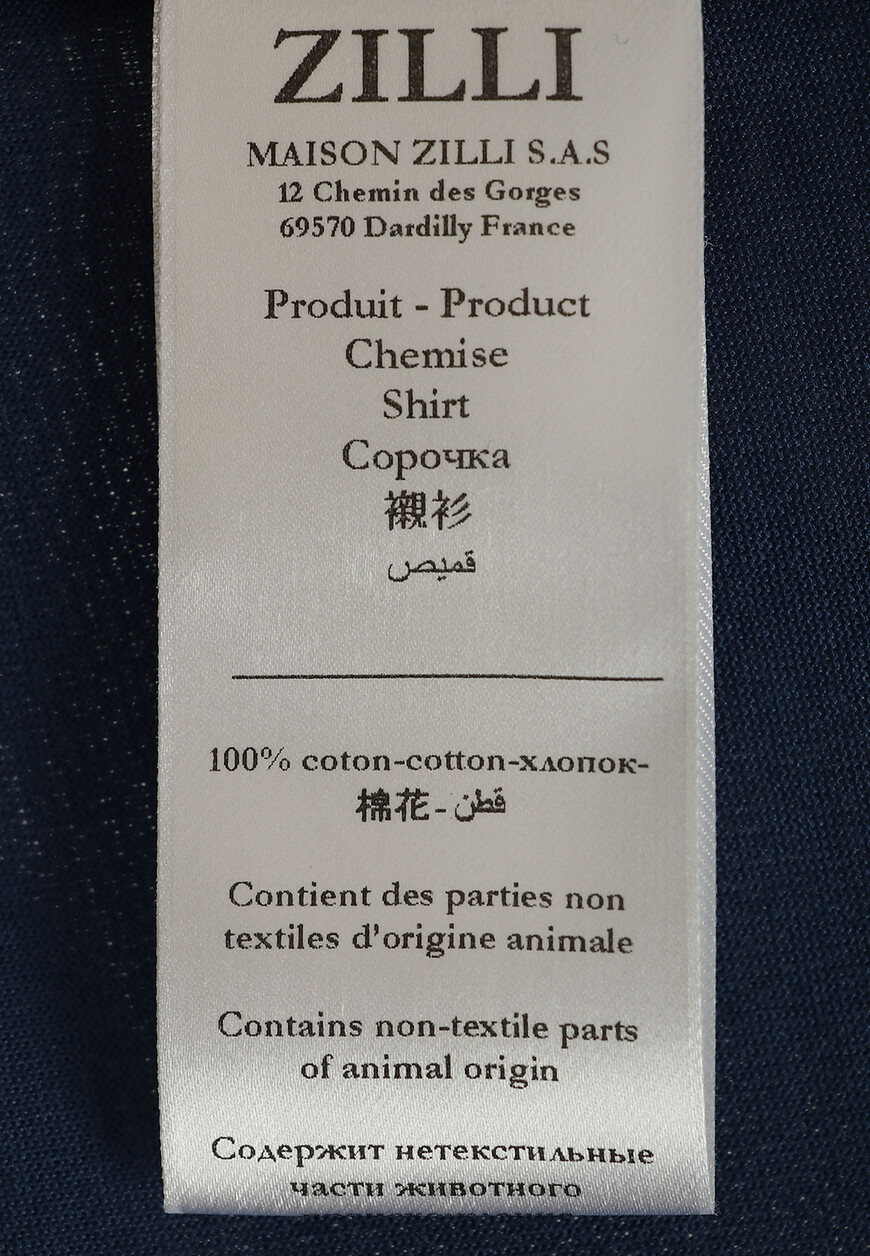 ZILLI
MAISON ZILLI S.A.S
12 Chemin des Gorges
69570 Dardilly France
Produit - Product
Chemise
Shirt
Сорочка
襯衫
قميص
100% coton-cotton-хлопок-
棉花-قطن
Contient des parties non
textiles d'origine animale
Contains non-textile parts
of animal origin
Содержит нетекстильные
части животного